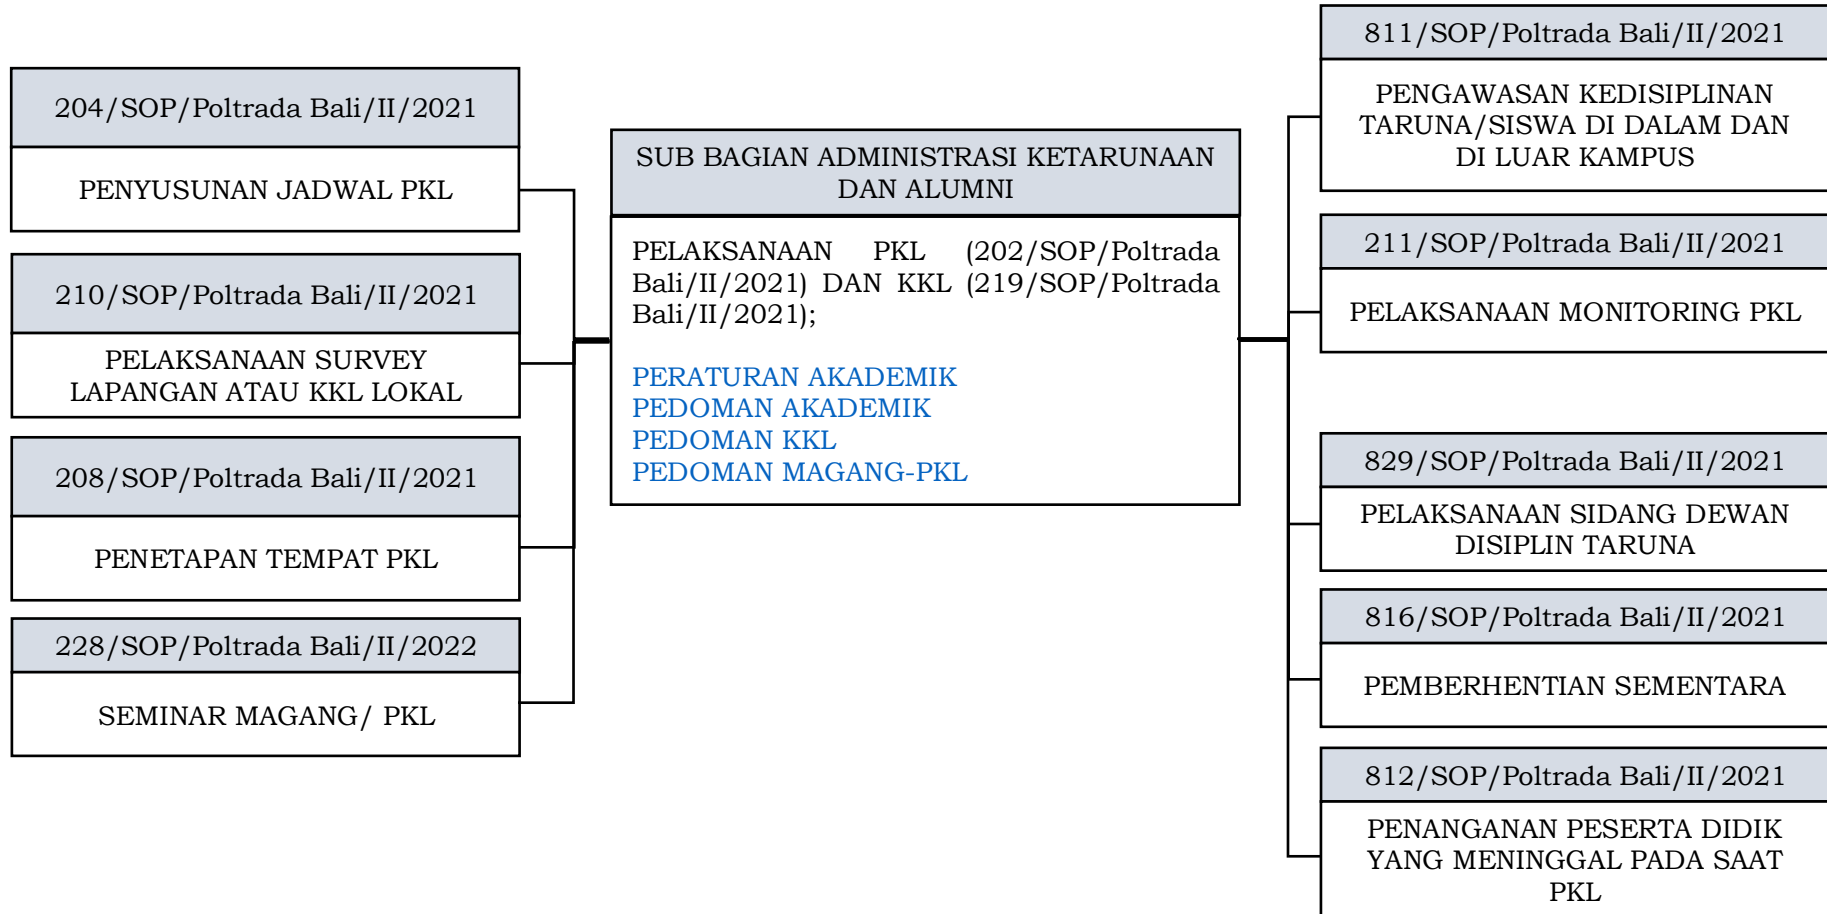 204/SOP/Poltrada Bali/II/2021
PENYUSUNAN JADWAL PKL
210/SOP/Poltrada Bali/II/2021
PELAKSANAAN SURVEY
LAPANGAN ATAU KKL LOKAL
208/SOP/Poltrada Bali/II/2021
PENETAPAN TEMPAT PKL
228/SOP/Poltrada Bali/II/2022
SEMINAR MAGANG/ PKL
SUB BAGIAN ADMINISTRASI KETARUNAAN
DAN ALUMNI
PELAKSANAAN PKL (202/SOP/Poltrada
Bali/II/2021) DAN KKL (219/SOP/Poltrada
Bali/II/2021);
PERATURAN AKADEMIK
PEDOMAN AKADEMIK
PEDOMAN KKL
PEDOMAN MAGANG-PKL
811/SOP/Poltrada Bali/II/2021
PENGAWASAN KEDISIPLINAN
TARUNA/SISWA DI DALAM DAN
DI LUAR KAMPUS
211/SOP/Poltrada Bali/II/2021
PELAKSANAAN MONITORING PKL
829/SOP/Poltrada Bali/II/2021
PELAKSANAAN SIDANG DEWAN
DISIPLIN TARUNA
816/SOP/Poltrada Bali/II/2021
PEMBERHENTIAN SEMENTARA
812/SOP/Poltrada Bali/II/2021
PENANGANAN PESERTA DIDIK
YANG MENINGGAL PADA SAAT
PKL